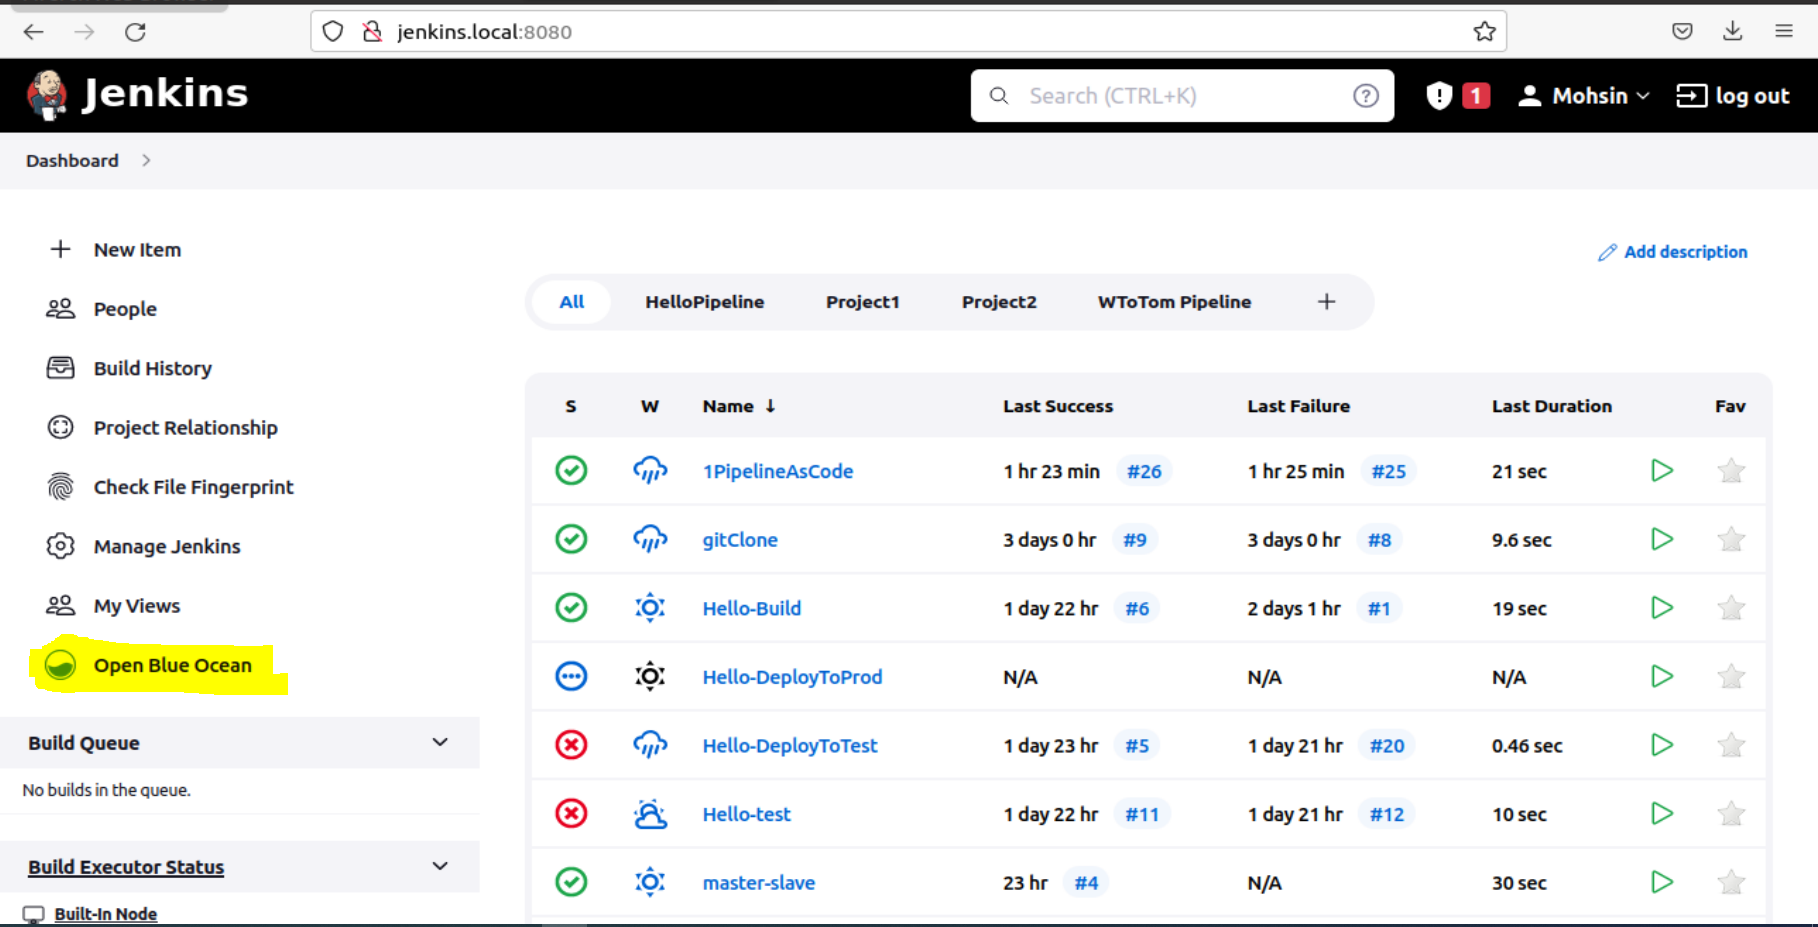 jenkins.local:8080
Jenkins
Search (CTRL+K)
1
Mohsin
log out
Dashboard
New Item
People
Build History
Project Relationship
Check File Fingerprint
Manage Jenkins
My Views
Open Blue Ocean
Build Queue
No builds in the queue.
Build Executor Status
Built-In Node
Add description
All HelloPipeline Project1 Project2 WToTom Pipeline +
S W Name ↓ Last Success Last Failure Last Duration Fav
1PipelineAsCode 1 hr 23 min #26 1 hr 25 min #25 21 sec
gitClone 3 days 0 hr #9 3 days 0 hr #8 9.6 sec
Hello-Build 1 day 22 hr #6 2 days 1 hr #1 19 sec
Hello-DeployToProd N/A N/A N/A
Hello-DeployToTest 1 day 23 hr #5 1 day 21 hr #20 0.46 sec
Hello-test 1 day 22 hr #11 1 day 21 hr #12 10 sec
master-slave 23 hr #4 N/A 30 sec